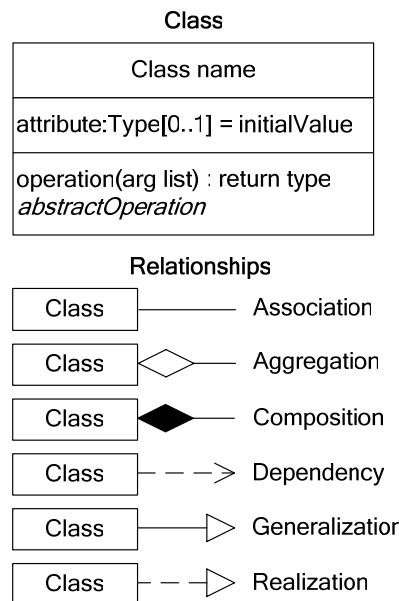 Class
Class name
attribute:Type[0..1] = initialValue
operation(arg list) : return type
abstractOperation
Relationships
Class Association
Class Aggregation
Class Composition
Class Dependency
Class Generalization
Class Realization